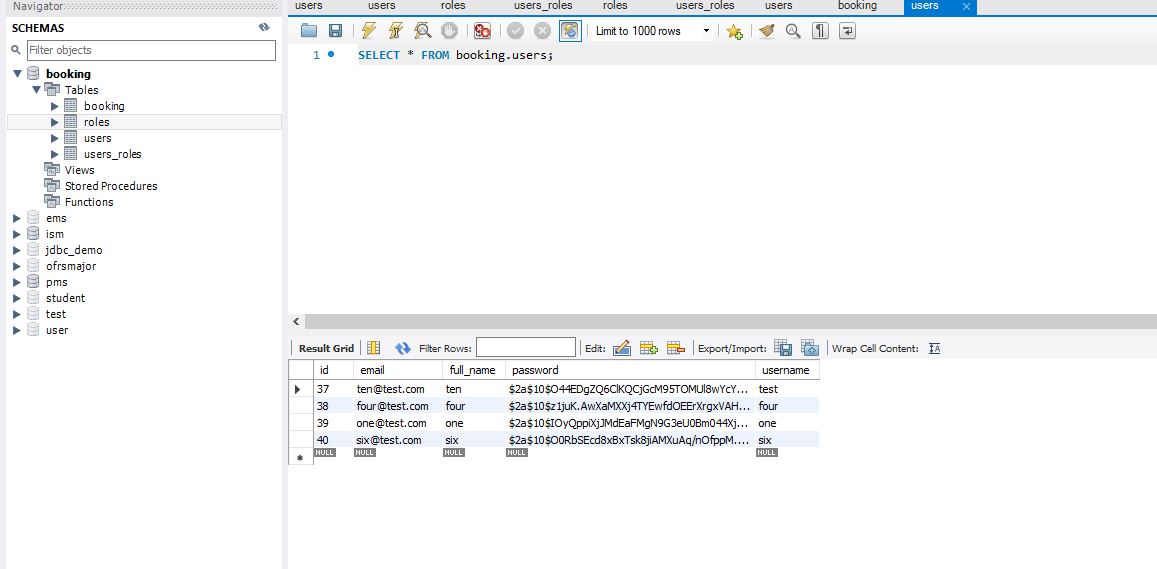 Navigator
users users roles users_roles roles users_roles users booking users
SCHEMAS
Filter objects
booking
Tables
booking
roles
users
users_roles
Views
Stored Procedures
Functions
ems
ism
jdbc_demo
ofrsmajor
pms
student
test
user
Limit to 1000 rows
1 SELECT * FROM booking.users;
Result Grid Filter Rows: Edit: Export/Import: Wrap Cell Content:
id email full_name password username
37 ten@test.com ten $2a$10$O44EDgZQ6ClKQCjGcM95TOMUl8wYcY... test
38 four@test.com four $2a$10$z1juK.AwXaMXXj4TYEwfdOEErXrgxVAH... four
39 one@test.com one $2a$10$IOyQppiXjJMdEaFMgN9G3eU0Bm044Xj... one
40 six@test.com six $2a$10$O0RbSEcd8xBxTsk8jiAMXuAq/nOfppM.... six
NULL NULL NULL NULL NULL